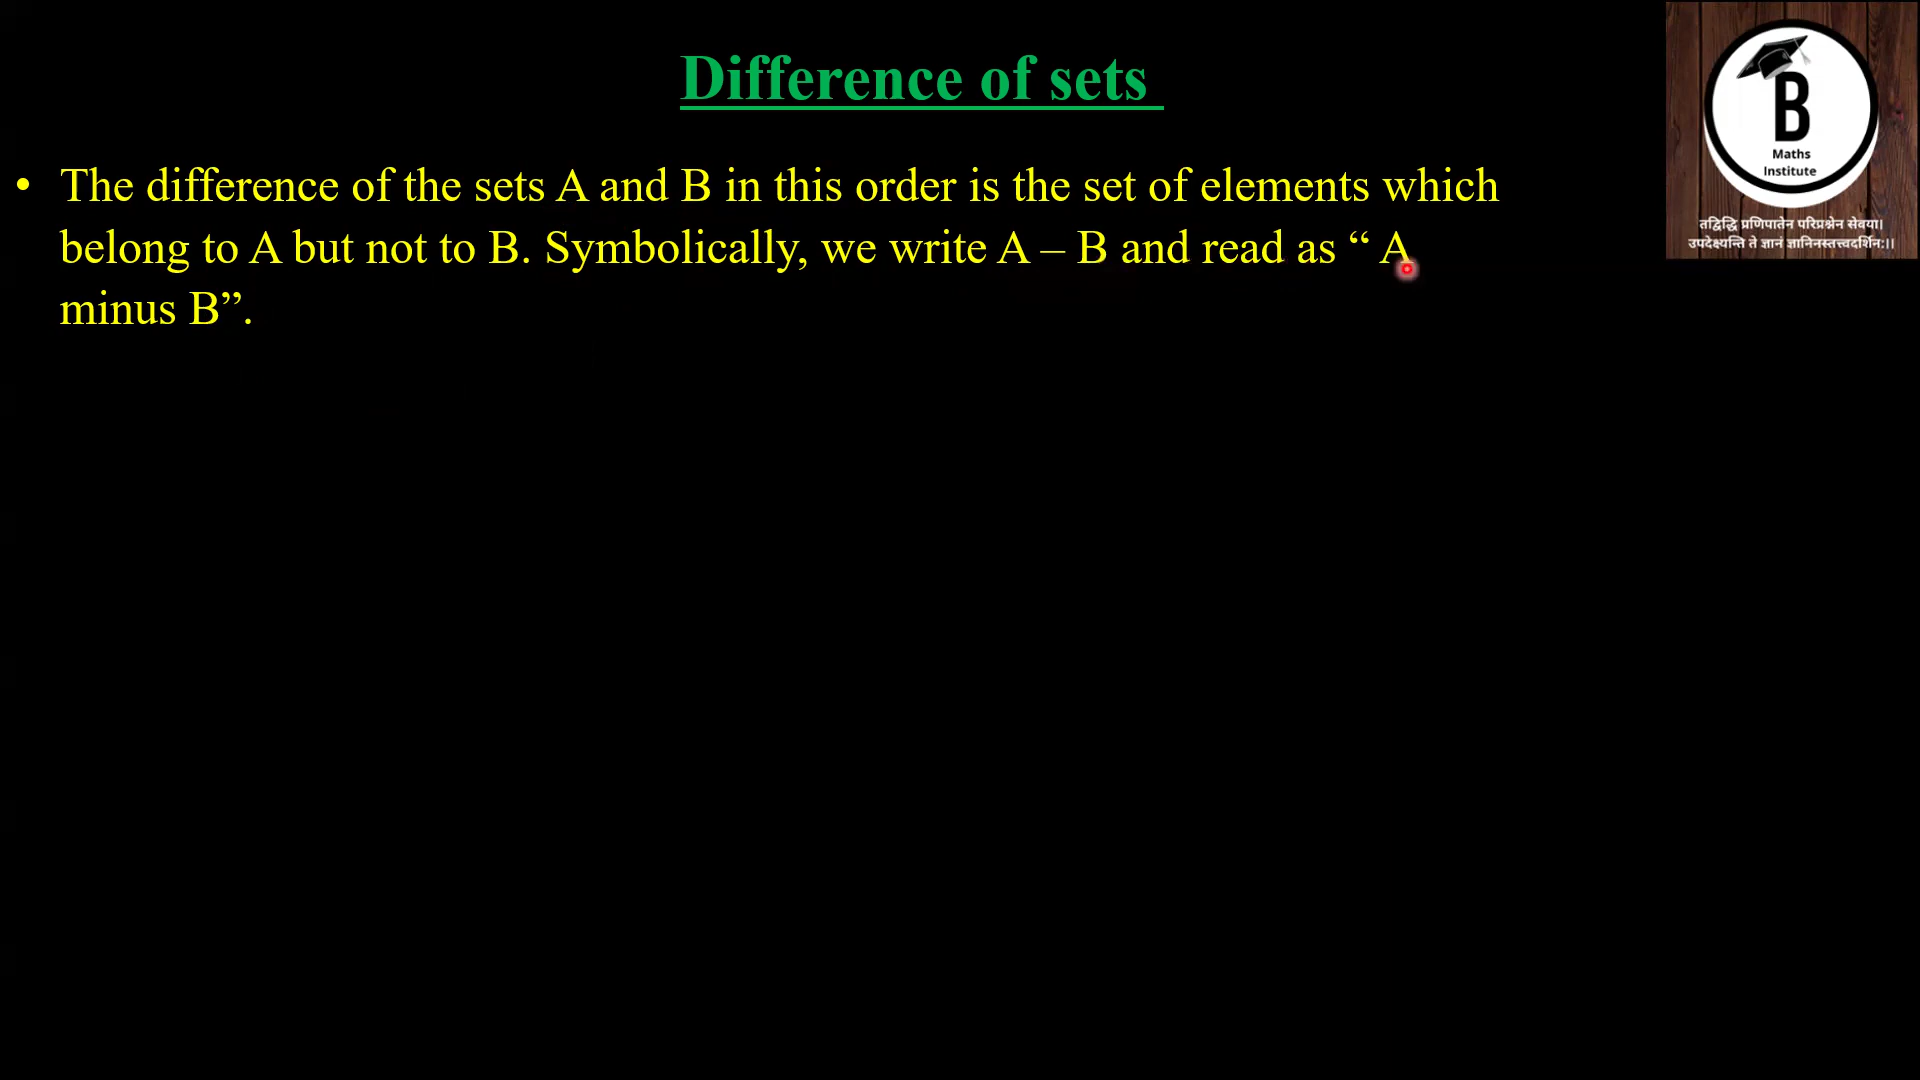 Difference of sets
• The difference of the sets A and B in this order is the set of elements which
belong to A but not to B. Symbolically, we write A – B and read as “ A
minus B”.
B
Maths
Institute
तद्विद्धि प्रणिपातेन परिप्रश्नेन सेवया।
उपदेक्ष्यन्ति ते ज्ञानं ज्ञानिनस्तत्त्वदर्शिन:।।